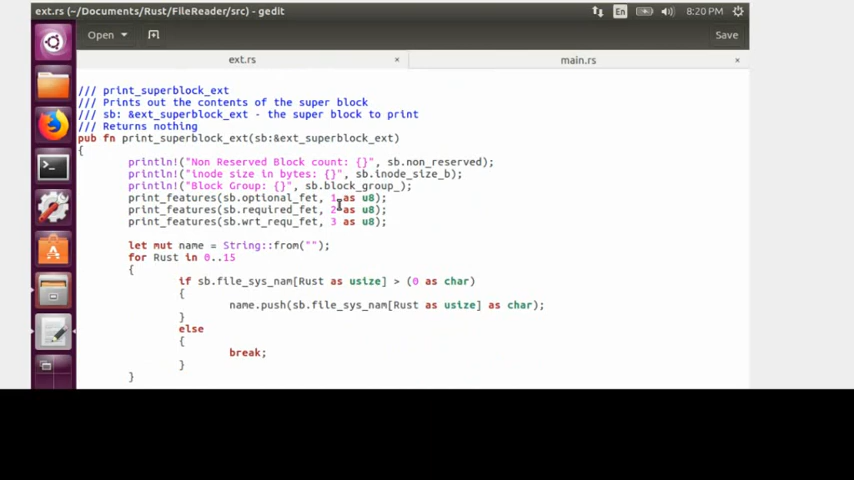 ext.rs (~/Documents/Rust/FileReader/src) - gedit
En
8:20 PM
Open
Save
ext.rs × main.rs ×
/// print_superblock_ext
/// Prints out the contents of the super block
/// sb: &ext_superblock_ext - the super block to print
/// Returns nothing
pub fn print_superblock_ext(sb:&ext_superblock_ext)
{
println!("Non Reserved Block count: {}", sb.non_reserved);
println!("inode size in bytes: {}", sb.inode_size_b);
println!("Block Group: {}", sb.block_group_);
print_features(sb.optional_fet, 1 as u8);
print_features(sb.required_fet, 2 as u8);
print_features(sb.wrt_requ_fet, 3 as u8);
let mut name = String::from("");
for Rust in 0..15
{
if sb.file_sys_nam[Rust as usize] > (0 as char)
{
name.push(sb.file_sys_nam[Rust as usize] as char);
}
else
{
break;
}
}